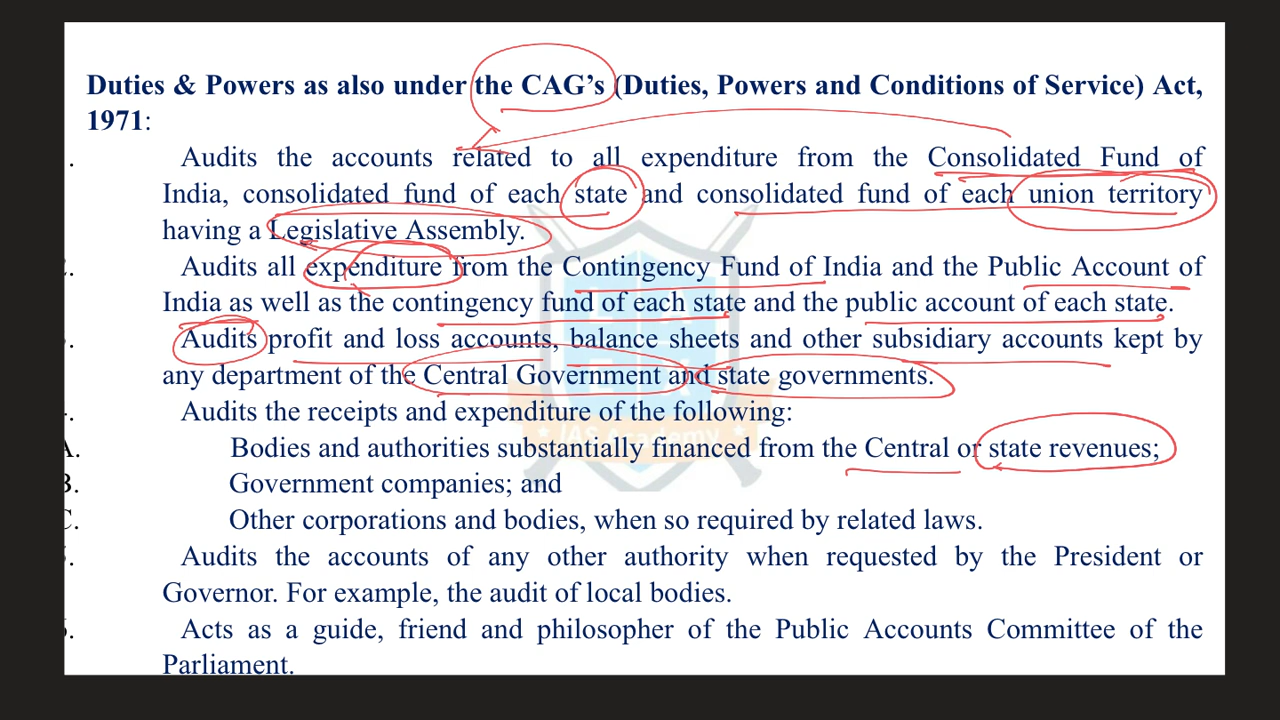 Duties & Powers as also under the CAG's (Duties, Powers and Conditions of Service) Act,
1971:
. Audits the accounts related to all expenditure from the Consolidated Fund of
India, consolidated fund of each state and consolidated fund of each union territory
having a Legislative Assembly.
Audits all expenditure from the Contingency Fund of India and the Public Account of
India as well as the contingency fund of each state and the public account of each state.
Audits profit and loss accounts, balance sheets and other subsidiary accounts kept by
any department of the Central Government and state governments.
Audits the receipts and expenditure of the following:
A. Bodies and authorities substantially financed from the Central or state revenues;
B. Government companies; and
C. Other corporations and bodies, when so required by related laws.
Audits the accounts of any other authority when requested by the President or
Governor. For example, the audit of local bodies.
Acts as a guide, friend and philosopher of the Public Accounts Committee of the
Parliament.
IAS Academy